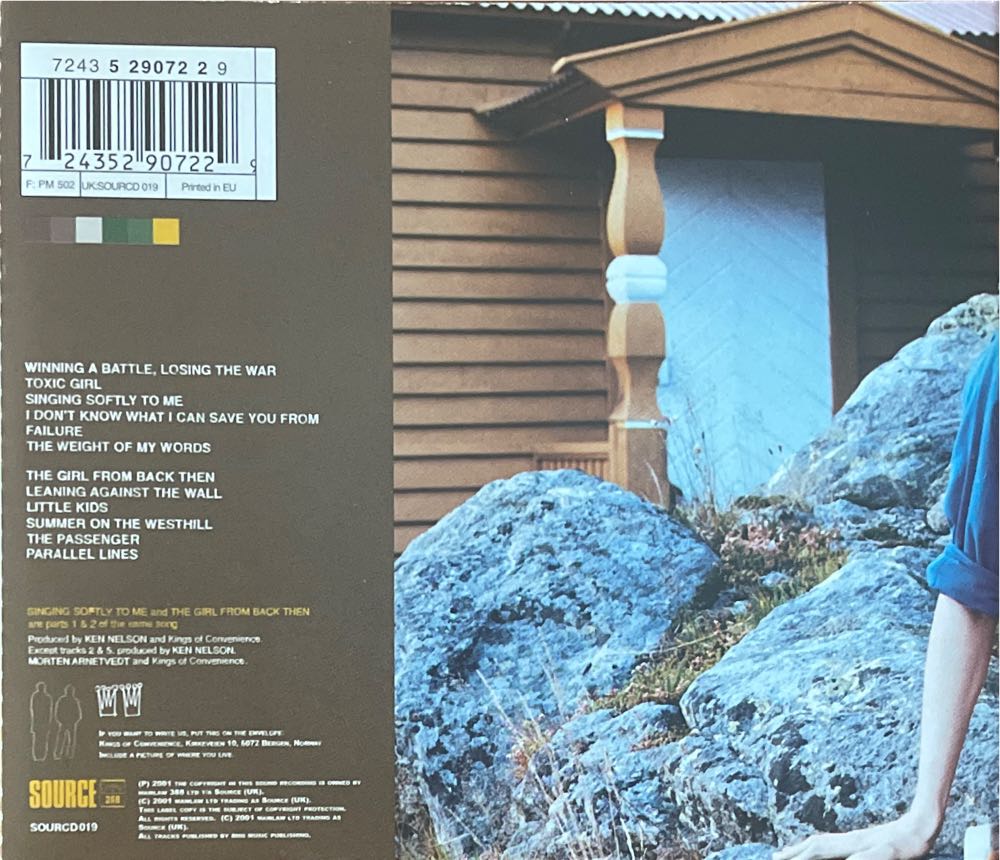 7243 5 29072 2 9
7 24352 90722 9
F: PM 502 UK:SOURCD 019 Printed in EU
WINNING A BATTLE, LOSING THE WAR
TOXIC GIRL
SINGING SOFTLY TO ME
I DON'T KNOW WHAT I CAN SAVE YOU FROM
FAILURE
THE WEIGHT OF MY WORDS
THE GIRL FROM BACK THEN
LEANING AGAINST THE WALL
LITTLE KIDS
SUMMER ON THE WESTHILL
THE PASSENGER
PARALLEL LINES
SINGING SOFTLY TO ME and THE GIRL FROM BACK THEN
are parts 1 & 2 of the same song
Produced by KEN NELSON and Kings of Convenience.
Except tracks 2 & 5, produced by KEN NELSON,
MORTEN ARNETVEDT and Kings of Convenience.
IF YOU WANT TO WRITE US, PUT THIS ON THE ENVELOPE:
KINGS OF CONVENIENCE, KIRKEVEIEN 10, 5072 BERGEN, NORWAY
INCLUDE A PICTURE OF WHERE YOU LIVE.
SOURCE 388
SOURCD019
(P) 2001 THE COPYRIGHT IN THIS SOUND RECORDING IS OWNED BY
MAWLAW 388 LTD T/A SOURCE (UK).
(C) 2001 MAWLAW LTD TRADING AS SOURCE (UK).
THIS LABEL COPY IS THE SUBJECT OF COPYRIGHT PROTECTION.
ALL RIGHTS RESERVED. (C) 2001 MAWLAW LTD TRADING AS
SOURCE (UK).
ALL TRACKS PUBLISHED BY BMG MUSIC PUBLISHING.